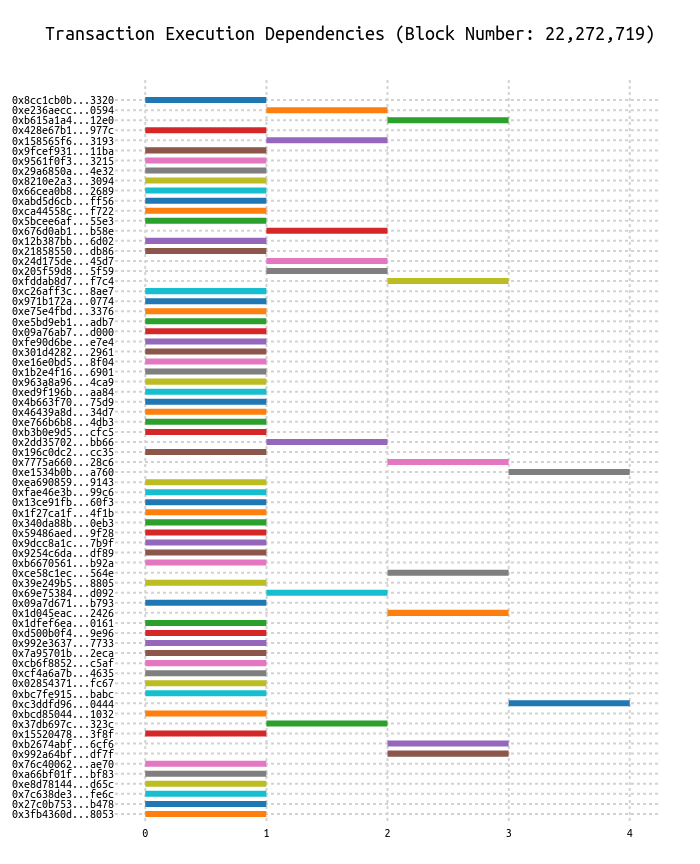 Transaction Execution Dependencies (Block Number: 22,272,719)
0x8cc1cb0b...3320
0xe236aecc...0594
0xb615a1a4...12e0
0x428e67b1...977c
0x158565f6...3193
0x9fcef931...11ba
0x9561f0f3...3215
0x29a6850a...4e32
0x8210e2a3...3094
0x66cea0b8...2689
0xabd5d6cb...ff56
0xca44558c...f722
0x5bcee6af...55e3
0x676d0ab1...b58e
0x12b387bb...6d02
0x21858550...db86
0x24d175de...45d7
0x205f59d8...5f59
0xfddab8d7...f7c4
0xc26aff3c...8ae7
0x971b172a...0774
0xe75e4fbd...3376
0xe5bd9eb1...adb7
0x09a76ab7...d000
0xfe90d6be...e7e4
0x301d4282...2961
0xe16e0bd5...8f04
0x1b2e4f16...6901
0x963a8a96...4ca9
0xed9f196b...aa84
0x4b663f70...75d9
0x46439a8d...34d7
0xe766b6b8...4db3
0xb3b0e9d5...cfc5
0x2dd35702...bb66
0x196c0dc2...cc35
0x7775a660...28c6
0xe1534b0b...a760
0xea690859...9143
0xfae46e3b...99c6
0x13ce91fb...60f3
0x1f27ca1f...4f1b
0x340da88b...0eb3
0x59486aed...9f28
0x9dcc8a1c...7b9f
0x9254c6da...df89
0xb6670561...b92a
0xce58c1ec...564e
0x39e249b5...8805
0x69e75384...d092
0x09a7d671...b793
0x1d045eac...2426
0x1dfef6ea...0161
0xd500b0f4...9e96
0x992e3637...7733
0x7a95701b...2eca
0xcb6f8852...c5af
0xcf4a6a7b...4635
0x02854371...fc67
0xbc7fe915...babc
0xc3ddfd96...0444
0xbcd85044...1032
0x37db697c...323c
0x15520478...3f8f
0xb2674abf...6cf6
0x992a64bf...df7f
0x76c40062...ae70
0xa66bf01f...bf83
0xe8d78144...d65c
0x7c638de3...fe6c
0x27c0b753...b478
0x3fb4360d...8053
0 1 2 3 4